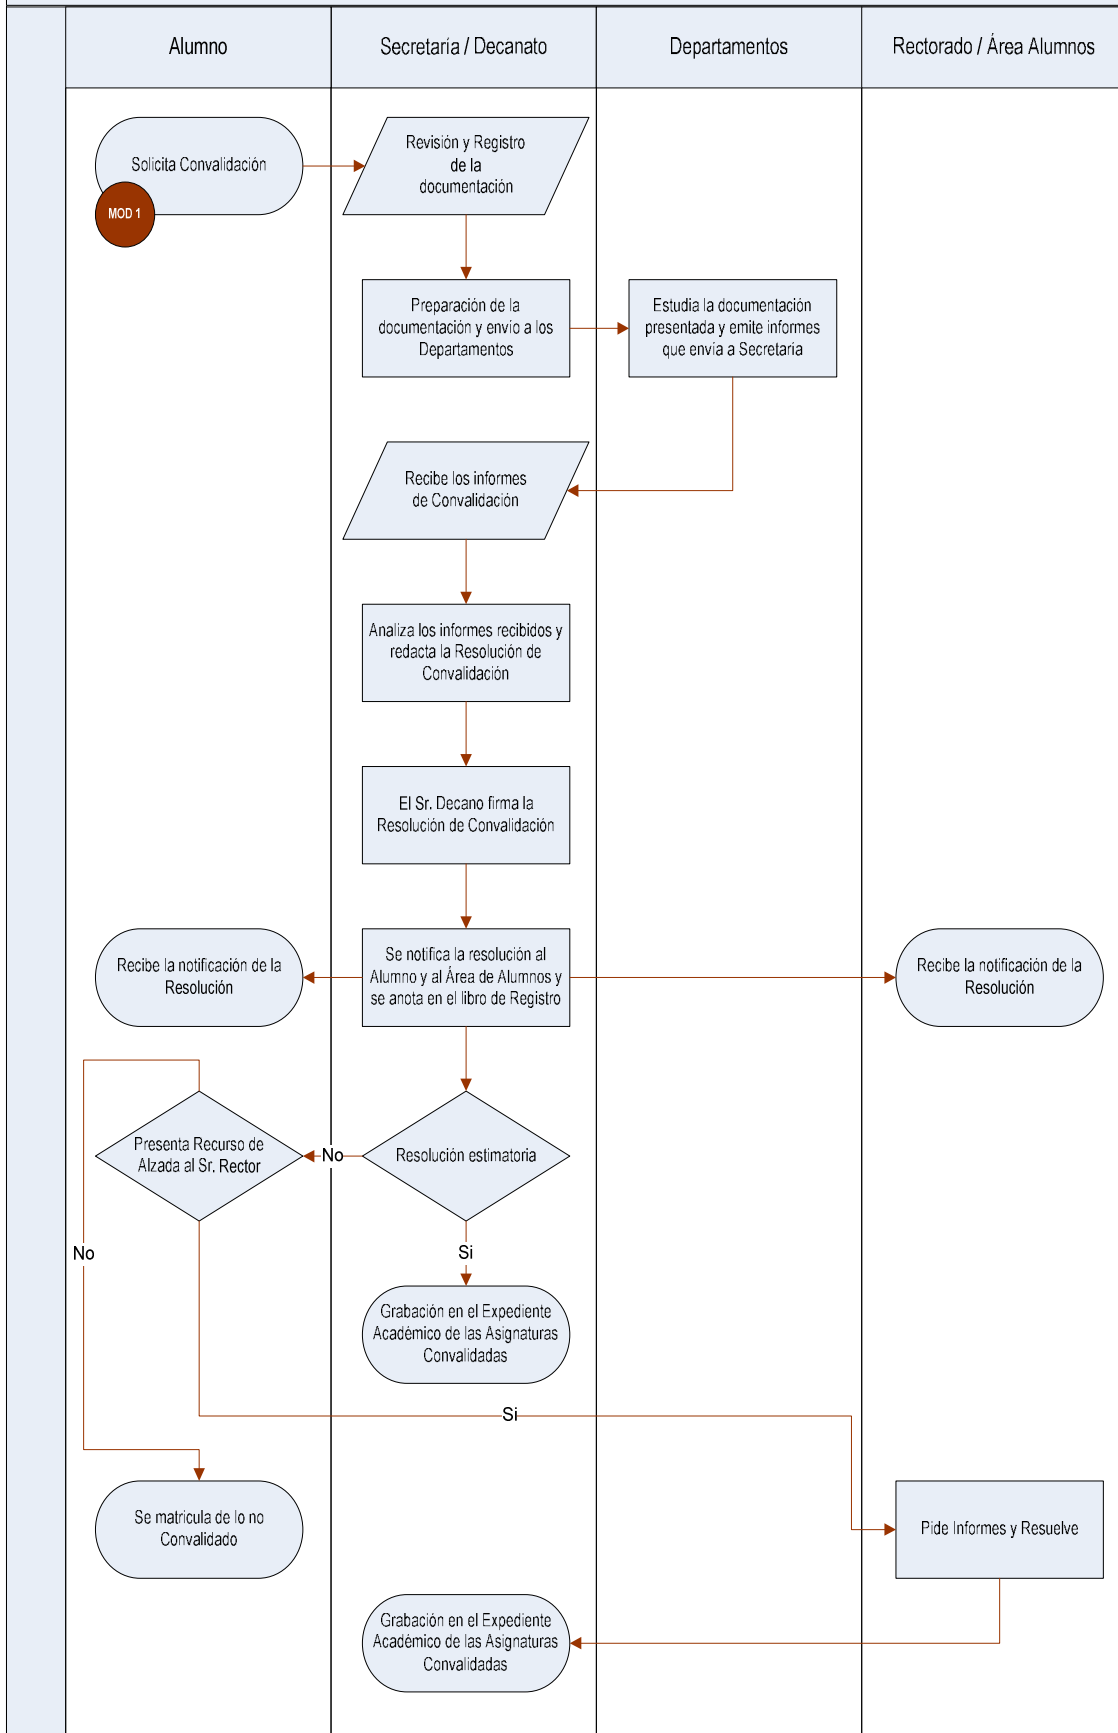 Alumno
Secretaría / Decanato
Departamentos
Rectorado / Área Alumnos
Solicita Convalidación
MOD 1
Revisión y Registro
de la
documentación
Preparación de la
documentación y envío a los
Departamentos
Estudia la documentación
presentada y emite informes
que envía a Secretaria
Recibe los informes
de Convalidación
Analiza los informes recibidos y
redacta la Resolución de
Convalidación
El Sr. Decano firma la
Resolución de Convalidación
Recibe la notificación de la
Resolución
Se notifica la resolución al
Alumno y al Área de Alumnos y
se anota en el libro de Registro
Recibe la notificación de la
Resolución
Presenta Recurso de
Alzada al Sr. Rector
No
Resolución estimatoria
No
Si
Grabación en el Expediente
Académico de las Asignaturas
Convalidadas
Si
Se matricula de lo no
Convalidado
Pide Informes y Resuelve
Grabación en el Expediente
Académico de las Asignaturas
Convalidadas